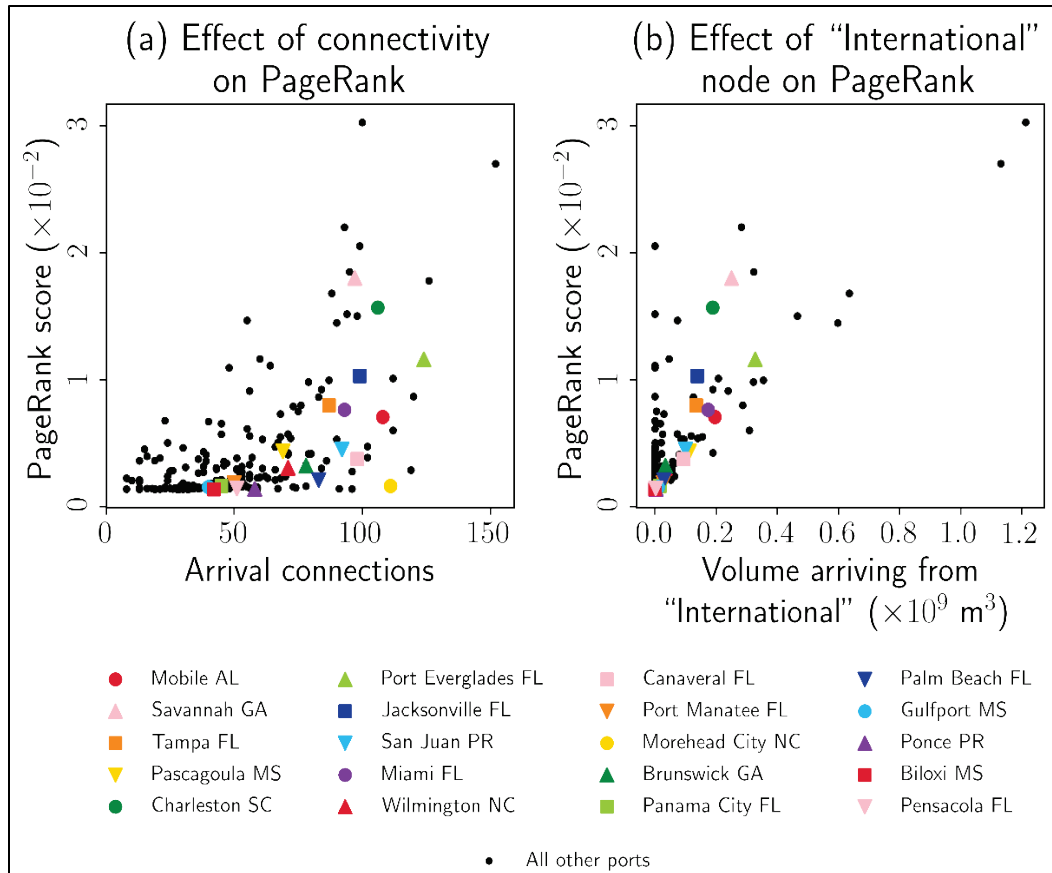 (a) Effect of connectivity
on PageRank
(b) Effect of “International”
node on PageRank
PageRank score (×10⁻²)
3
2
1
0
0 50 100 150
Arrival connections
PageRank score (×10⁻²)
3
2
1
0
0.0 0.2 0.4 0.6 0.8 1.0 1.2
Volume arriving from
“International” (×10⁹ m³)
Mobile AL
Savannah GA
Tampa FL
Pascagoula MS
Charleston SC
Port Everglades FL
Jacksonville FL
San Juan PR
Miami FL
Wilmington NC
Canaveral FL
Port Manatee FL
Morehead City NC
Brunswick GA
Panama City FL
Palm Beach FL
Gulfport MS
Ponce PR
Biloxi MS
Pensacola FL
All other ports